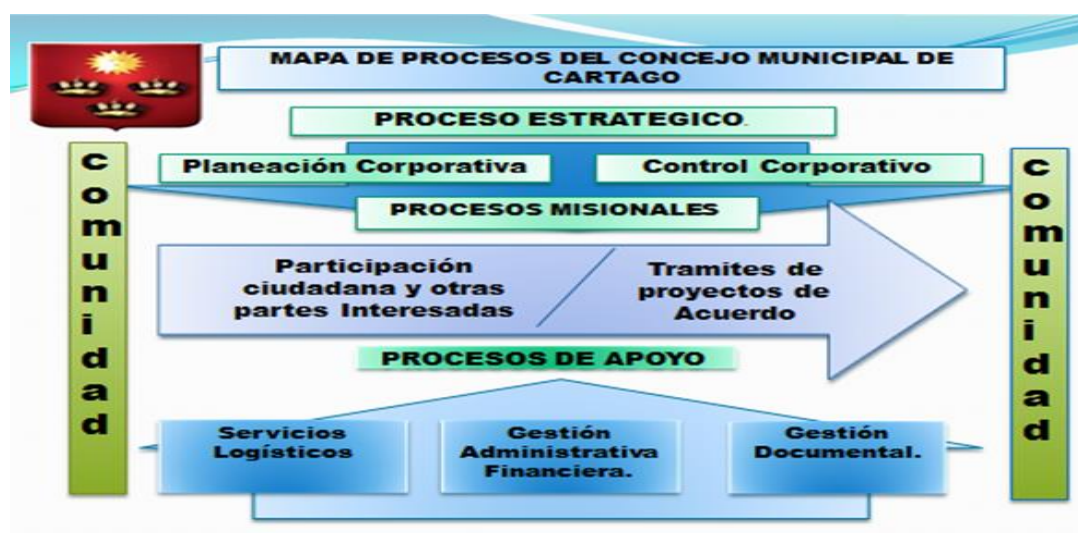 MAPA DE PROCESOS DEL CONCEJO MUNICIPAL DE
CARTAGO
PROCESO ESTRATEGICO.
Comunidad
Planeación Corporativa
Control Corporativo
Comunidad
PROCESOS MISIONALES
Participación
ciudadana y otras
partes Interesadas
Tramites de
proyectos de
Acuerdo
PROCESOS DE APOYO
Servicios
Logísticos
Gestión
Administrativa
Financiera.
Gestión
Documental.